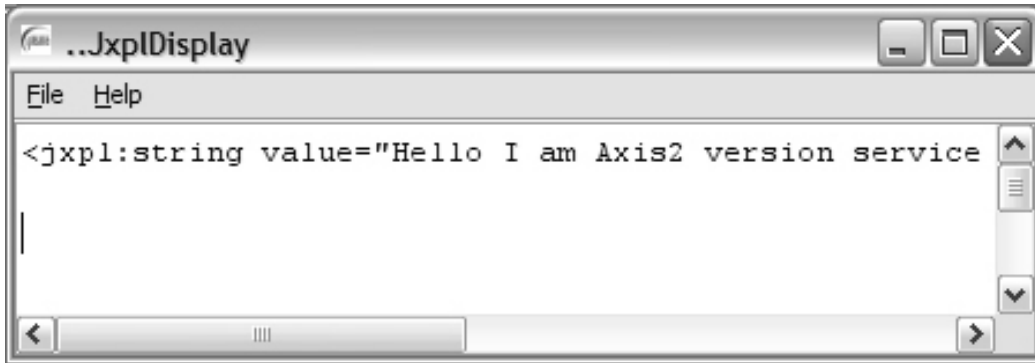 ..JxplDisplay
File Help
<jxpl:string value="Hello I am Axis2 version service